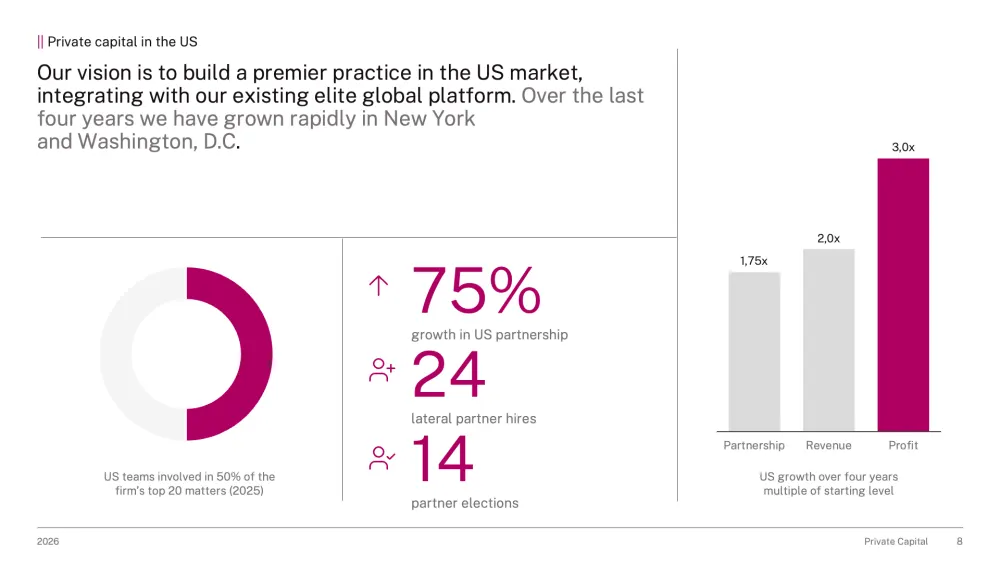 || Private capital in the US
Our vision is to build a premier practice in the US market,
integrating with our existing elite global platform. Over the last
four years we have grown rapidly in New York
and Washington, D.C.
US teams involved in 50% of the
firm's top 20 matters (2025)
75%
growth in US partnership
24
lateral partner hires
14
partner elections
3,0x
2,0x
1,75x
Partnership
Revenue
Profit
US growth over four years
multiple of starting level
2026
Private Capital
8